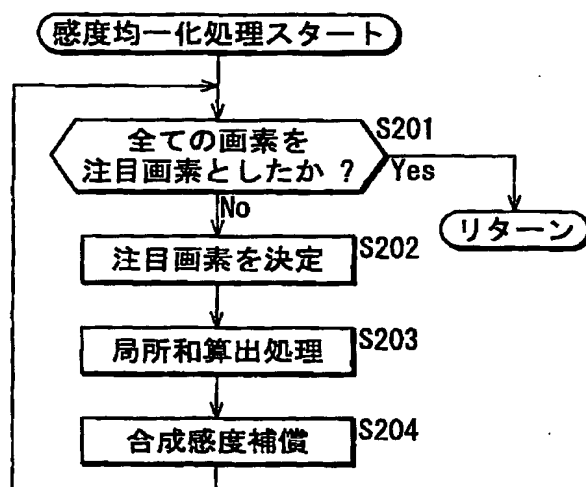 感度均一化処理スタート
全ての画素を
注目画素としたか ?
S201
Yes
No
リターン
注目画素を決定
S202
局所和算出処理
S203
合成感度補償
S204